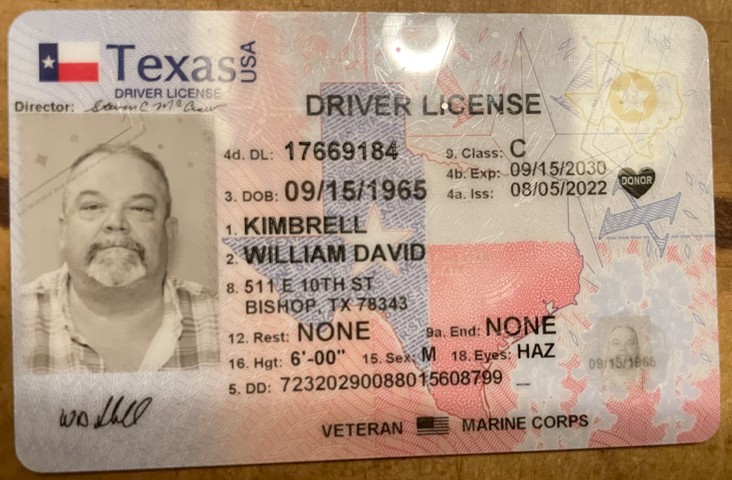 Texas USA
DRIVER LICENSE
Director: Steven C McCraw
DRIVER LICENSE
4d. DL: 17669184
9. Class: C
4b. Exp: 09/15/2030
3. DOB: 09/15/1965
4a. Iss: 08/05/2022
DONOR
1. KIMBRELL
2. WILLIAM DAVID
8. 511 E 10TH ST
BISHOP, TX 78343
12. Rest: NONE
9a. End: NONE
16. Hgt: 6'-00" 15. Sex: M 18. Eyes: HAZ
09/15/1965
5. DD: 72320290088015608799
VETERAN MARINE CORPS